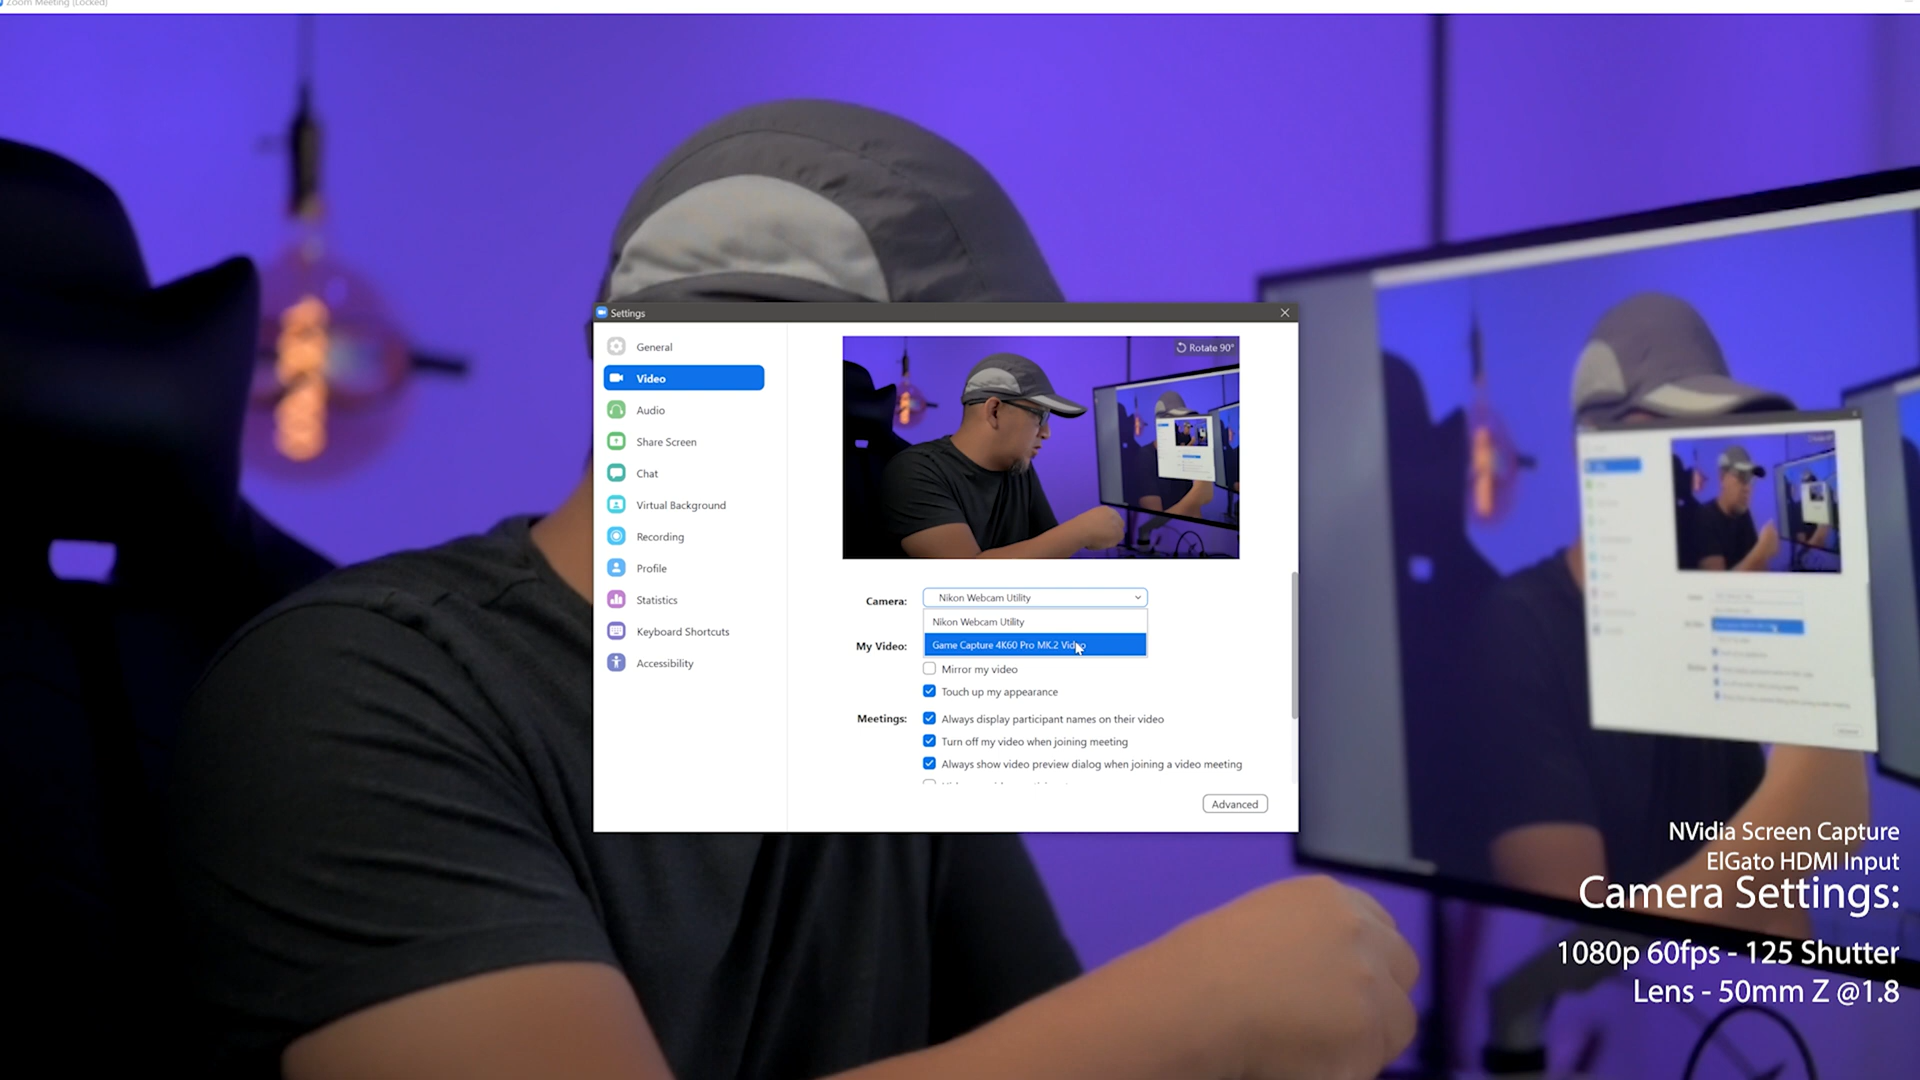 Zoom Meeting (Locked)
Settings
General
Video
Audio
Share Screen
Chat
Virtual Background
Recording
Profile
Statistics
Keyboard Shortcuts
Accessibility
Rotate 90°
Camera:
Nikon Webcam Utility
Nikon Webcam Utility
Game Capture 4K60 Pro MK.2 Video
My Video:
Mirror my video
Touch up my appearance
Meetings:
Always display participant names on their video
Turn off my video when joining meeting
Always show video preview dialog when joining a video meeting
Advanced
NVidia Screen Capture
ElGato HDMI Input
Camera Settings:
1080p 60fps - 125 Shutter
Lens - 50mm Z @1.8